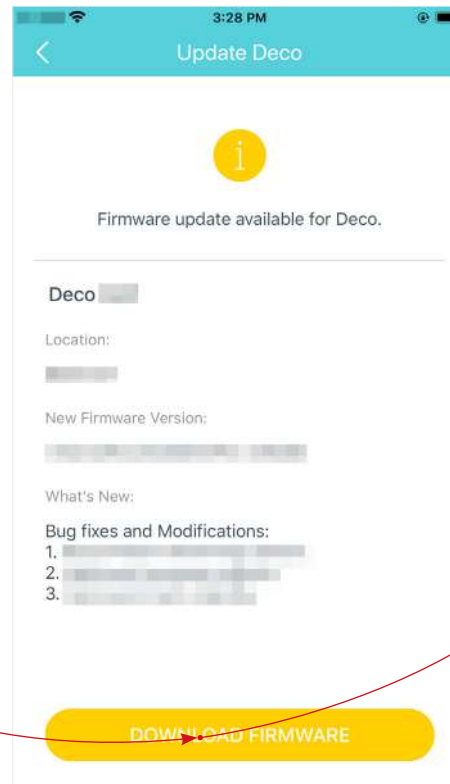 3:28 PM
Update Deco
i
Firmware update available for Deco.
Deco
Location:
New Firmware Version:
What's New:
Bug fixes and Modifications:
1.
2.
3.
DOWNLOAD FIRMWARE